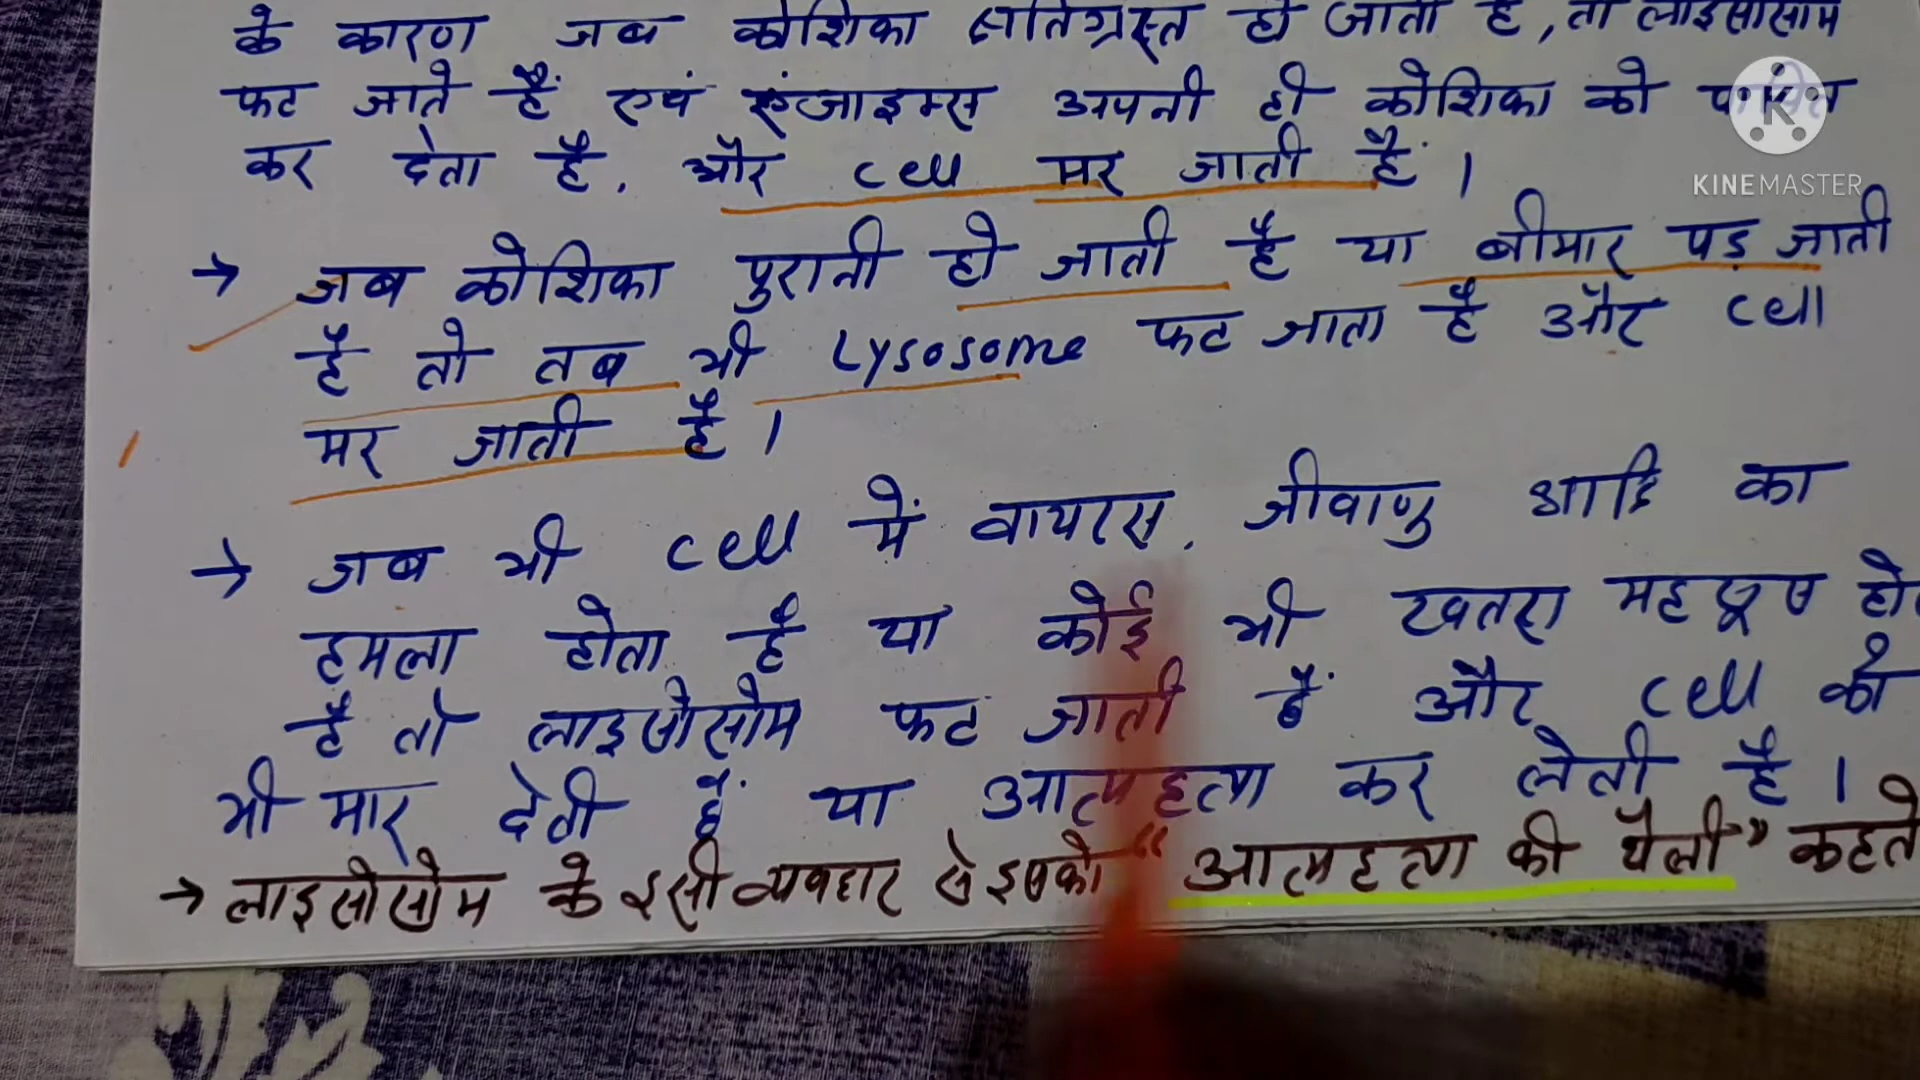 के कारण जब कोशिका क्षतिग्रस्त हो जाती है, तो लाइसोसोम
फट जाते हैं एवं एंजाइम्स अपनी ही कोशिका को
कर देता है, और cell मर जाती हैं।
→ जब कोशिका पुरानी हो जाती है या बीमार पड़ जाती
है तो तब भी Lysosome फट जाता है और cell
मर जाती है।
→ जब भी cell में वायरस, जीवाणु आदि का
हमला होता है या कोई भी खतरा महसूस
है तो लाइसोसोम फट जाती हैं और cell को
भी मार देती हैं या आत्महत्या कर लेती है।
→ लाइसोसोम के इसी व्यवहार से इसको "आत्महत्या की थैली" कहते
KINEMASTER